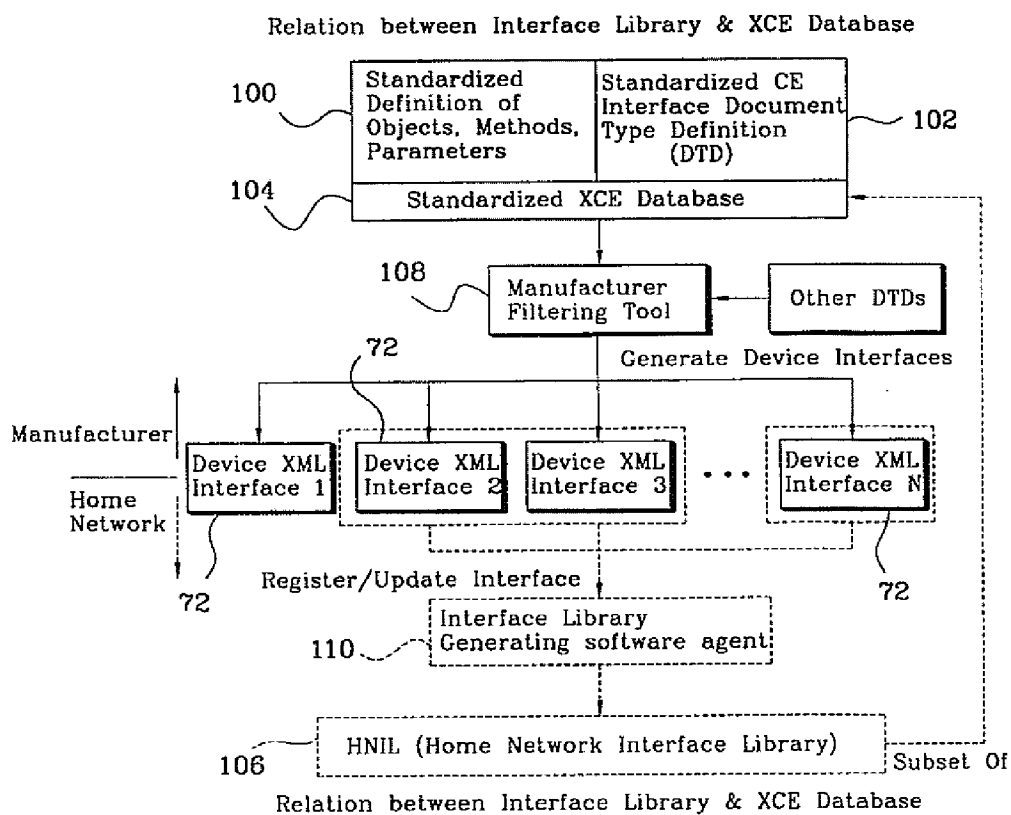 Relation between Interface Library & XCE Database
100
Standardized
Definition of
Objects, Methods,
Parameters
Standardized CE
Interface Document
Type Definition
(DTD)
102
104
Standardized XCE Database
108
Manufacturer
Filtering Tool
Other DTDs
72
Generate Device Interfaces
Manufacturer
Home
Network
Device XML
Interface 1
Device XML
Interface 2
Device XML
Interface 3
Device XML
Interface N
72
Register/Update Interface
72
110
Interface Library
Generating software agent
106
HNIL (Home Network Interface Library)
Subset Of
Relation between Interface Library & XCE Database